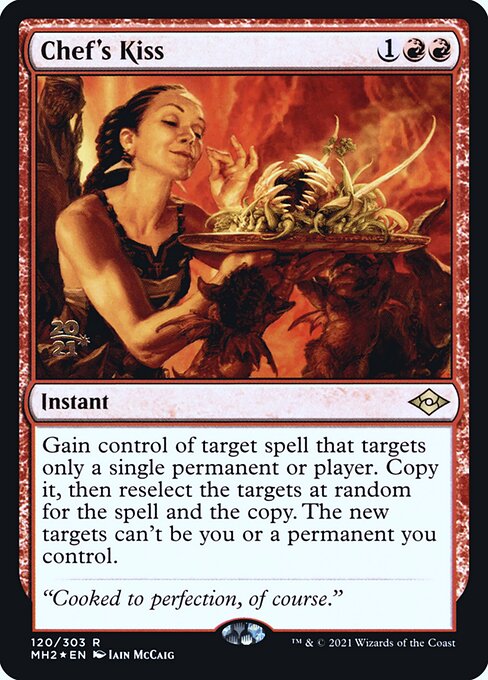 Chef's Kiss 1
20
21
Instant
Gain control of target spell that targets
only a single permanent or player. Copy
it, then reselect the targets at random
for the spell and the copy. The new
targets can't be you or a permanent you
control.
"Cooked to perfection, of course."
120/303 R
™ & © 2021 Wizards of the Coast
MH2★EN Iain McCaig